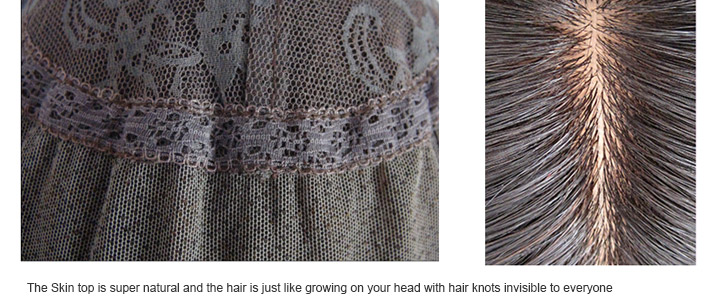 The Skin top is super natural and the hair is just like growing on your head with hair knots invisible to everyone